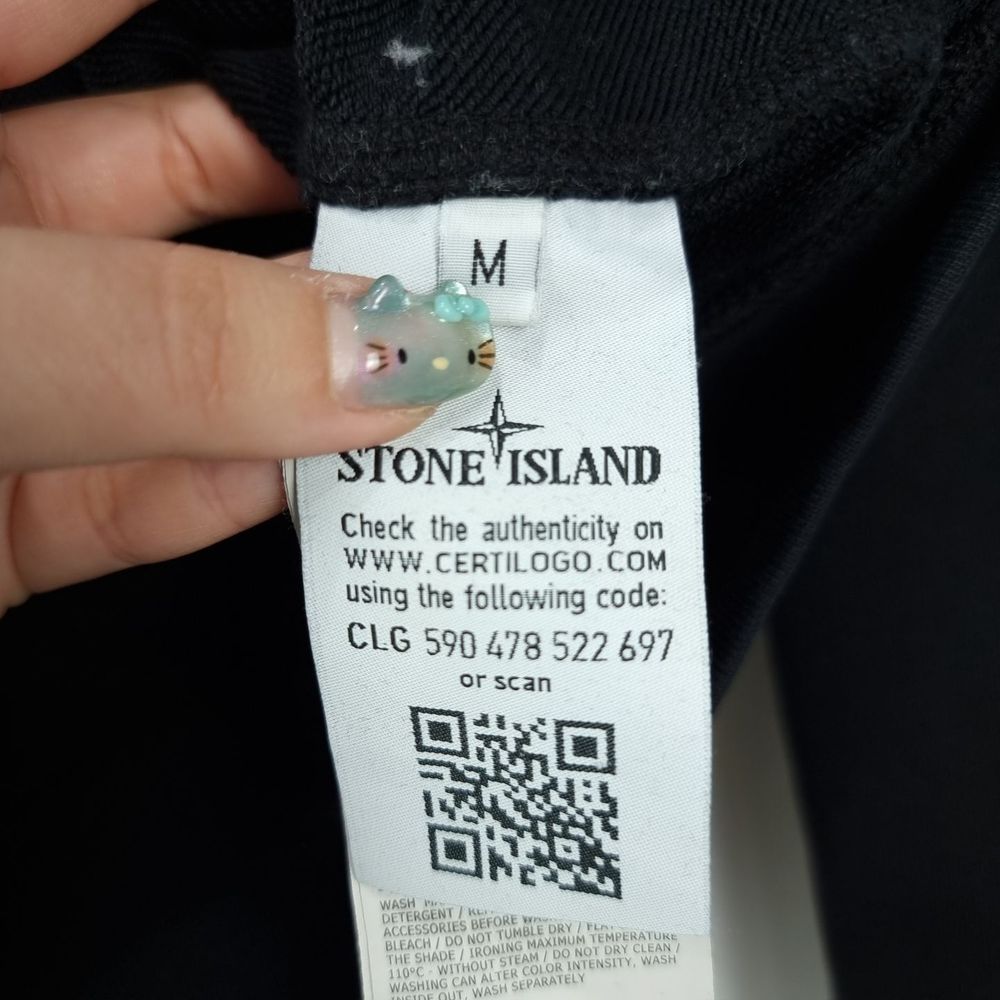 M
STONE ISLAND
Check the authenticity on
WWW.CERTILOGO.COM
using the following code:
CLG 590 478 522 697
or scan
WASH
DETERGENT /
ACCESSORIES BEFORE
BLEACH / DO NOT TUMBLE DRY /
THE SHADE / IRONING MAXIMUM TEMPERATURE
110°C - WITHOUT STEAM / DO NOT DRY CLEAN /
WASHING CAN ALTER COLOR INTENSITY, WASH
INSIDE OUT, WASH SEPARATELY